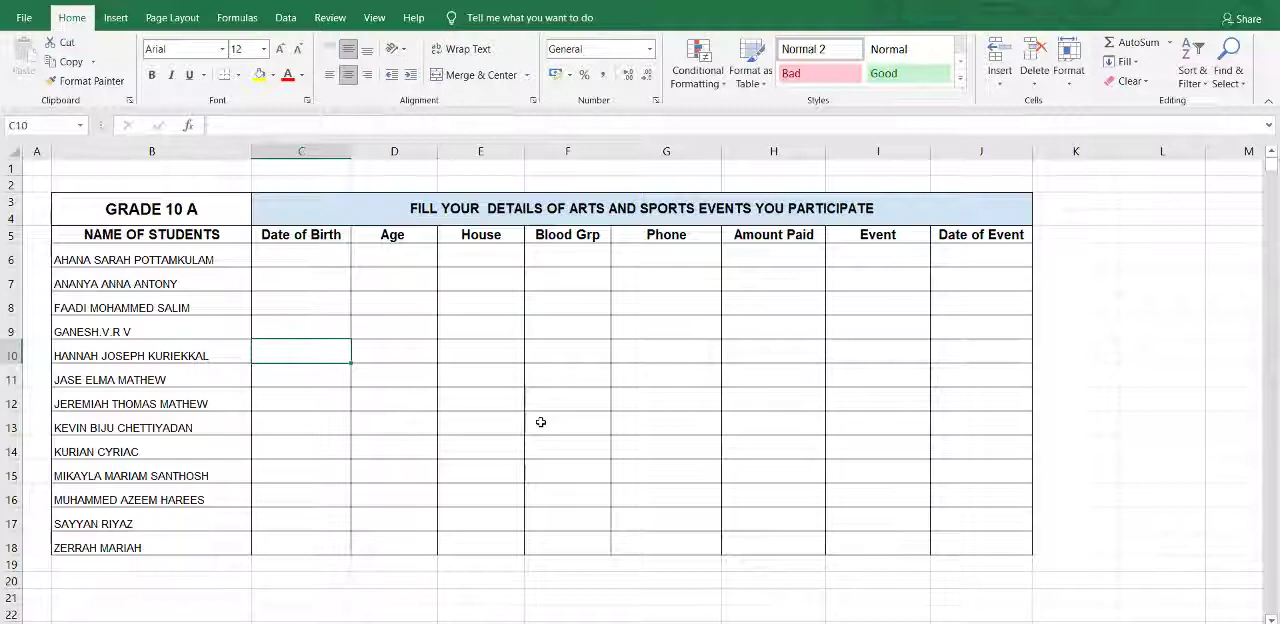 File Home Insert Page Layout Formulas Data Review View Help Tell me what you want to do Share
Cut
Copy
Format Painter
Paste
Clipboard
Arial 12
B I U
Font
Wrap Text
Merge & Center
Alignment
General
% ,
Number
Conditional Formatting
Format as Table
Normal 2 Normal
Bad Good
Styles
Insert Delete Format
Cells
AutoSum
Fill
Clear
Sort & Filter
Find & Select
Editing
C10 fx
A B C D E F G H I J K L M
1
2
3 GRADE 10 A FILL YOUR DETAILS OF ARTS AND SPORTS EVENTS YOU PARTICIPATE
4
5 NAME OF STUDENTS Date of Birth Age House Blood Grp Phone Amount Paid Event Date of Event
6 AHANA SARAH POTTAMKULAM
7 ANANYA ANNA ANTONY
8 FAADI MOHAMMED SALIM
9 GANESH.V.R V
10 HANNAH JOSEPH KURIEKKAL
11 JASE ELMA MATHEW
12 JEREMIAH THOMAS MATHEW
13 KEVIN BIJU CHETTIYADAN
14 KURIAN CYRIAC
15 MIKAYLA MARIAM SANTHOSH
16 MUHAMMED AZEEM HAREES
17 SAYYAN RIYAZ
18 ZERRAH MARIAH
19
20
21
22